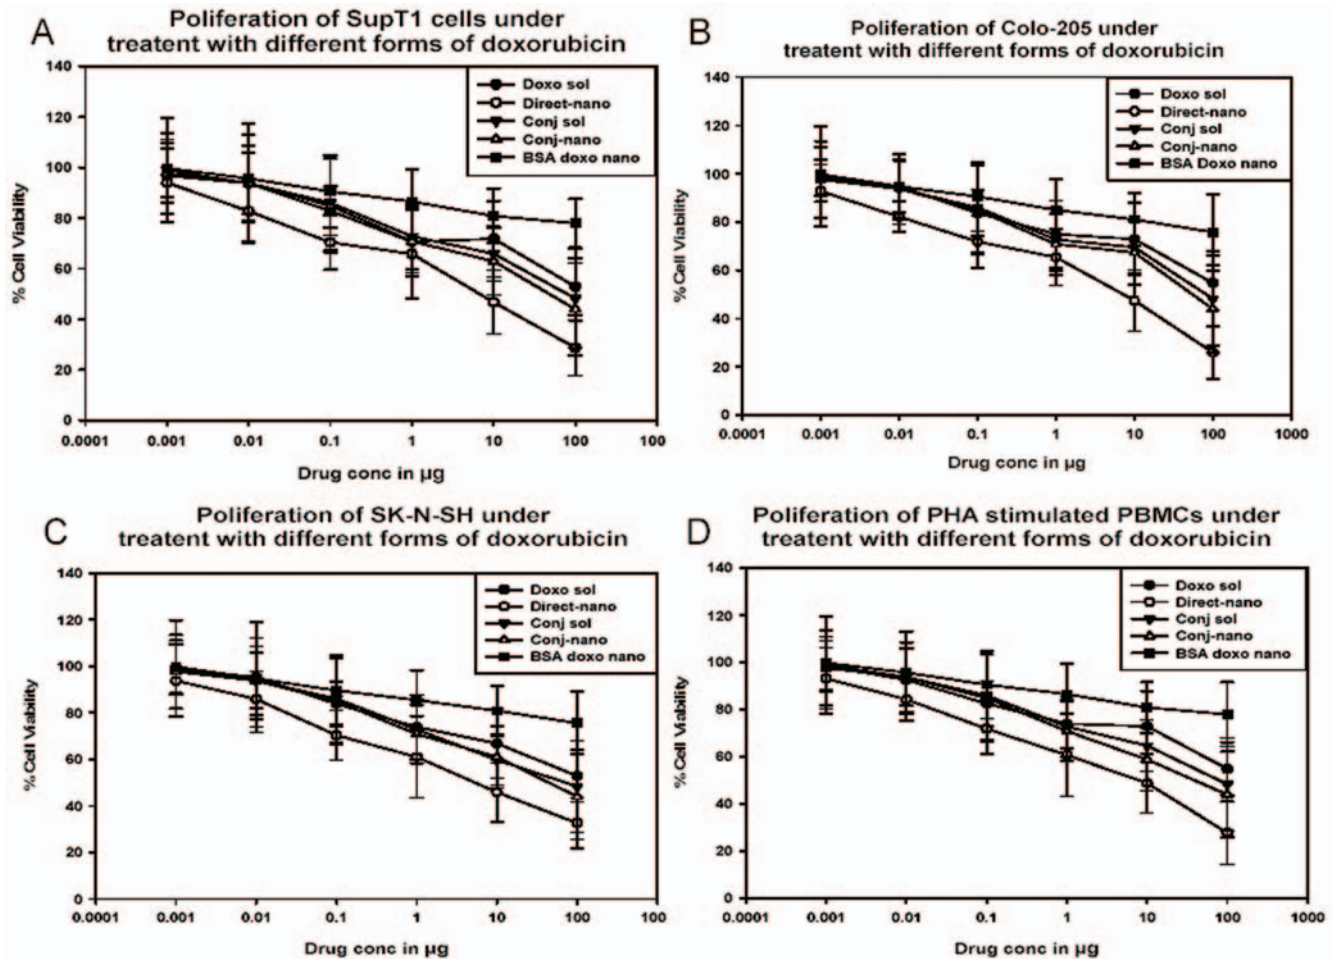 A
Poliferation of SupT1 cells under
treatent with different forms of doxorubicin
140
120
100
80
60
40
20
0
% Cell Viability
Doxo sol
Direct-nano
Conj sol
Conj-nano
BSA doxo nano
0.0001 0.001 0.01 0.1 1 10 100 100
Drug conc in µg
B
Poliferation of Colo-205 under
treatent with different forms of doxorubicin
140
120
100
80
60
40
20
0
% Cell Viability
Doxo sol
Direct-nano
Conj sol
Conj-nano
BSA Doxo nano
0.0001 0.001 0.01 0.1 1 10 100 1000
Drug conc in µg
C
Poliferation of SK-N-SH under
treatent with different forms of doxorubicin
140
120
100
80
60
40
20
0
% Cell Viability
Doxo sol
Direct-nano
Conj sol
Conj-nano
BSA doxo nano
0.0001 0.001 0.01 0.1 1 10 100 100
Drug conc in µg
D
Poliferation of PHA stimulated PBMCs under
treatent with different forms of doxorubicin
140
120
100
80
60
40
20
0
% Cell Viability
Doxo sol
Direct-nano
Conj sol
Conj-nano
BSA doxo nano
0.0001 0.001 0.01 0.1 1 10 100 1000
Drug conc in µg